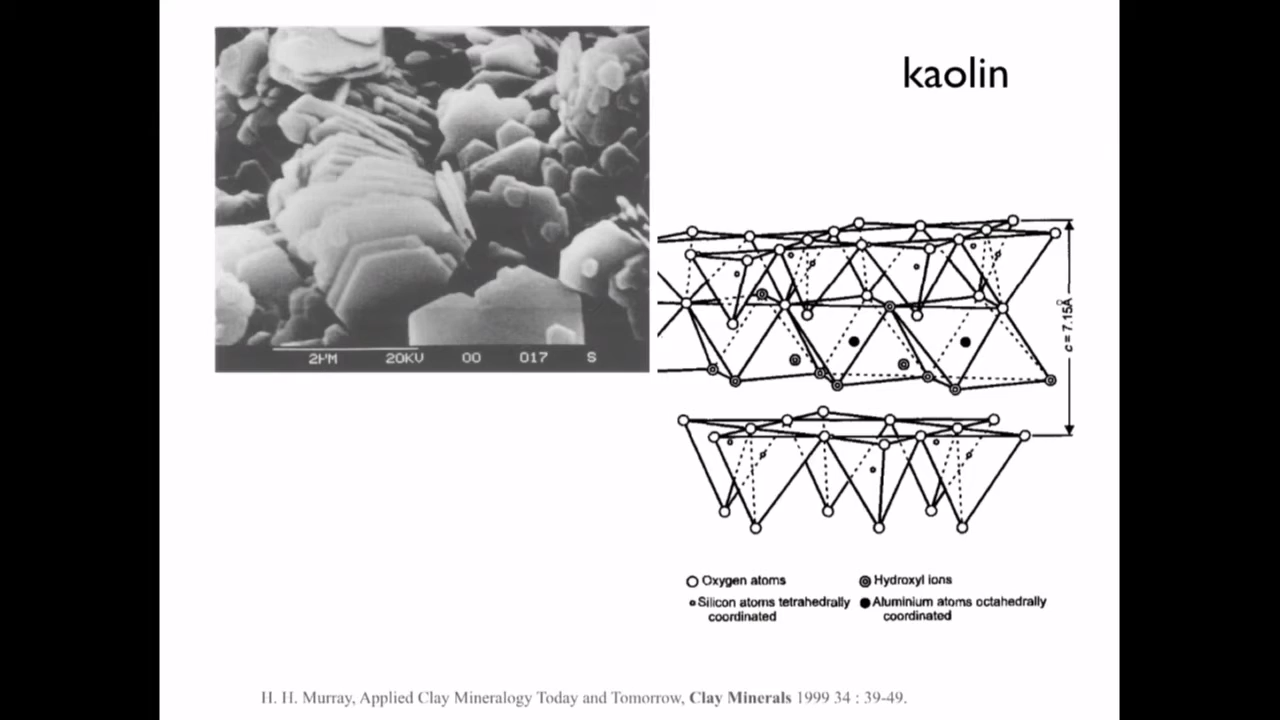 kaolin
2µM 20KV 00 017 S
c = 7.15Å
Oxygen atoms
Hydroxyl ions
Silicon atoms tetrahedrally
coordinated
Aluminium atoms octahedrally
coordinated
H. H. Murray, Applied Clay Mineralogy Today and Tomorrow, Clay Minerals 1999 34 : 39-49.